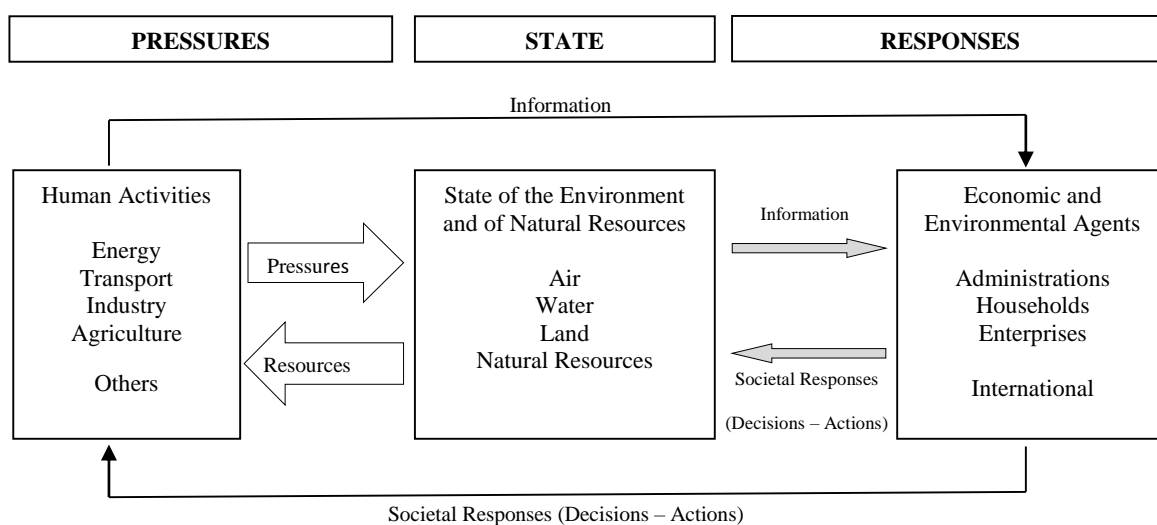 PRESSURES
STATE
RESPONSES
Information
Human Activities
Energy
Transport
Industry
Agriculture
Others
Pressures
Resources
State of the Environment
and of Natural Resources
Air
Water
Land
Natural Resources
Information
Societal Responses
(Decisions – Actions)
Economic and
Environmental Agents
Administrations
Households
Enterprises
International
Societal Responses (Decisions – Actions)